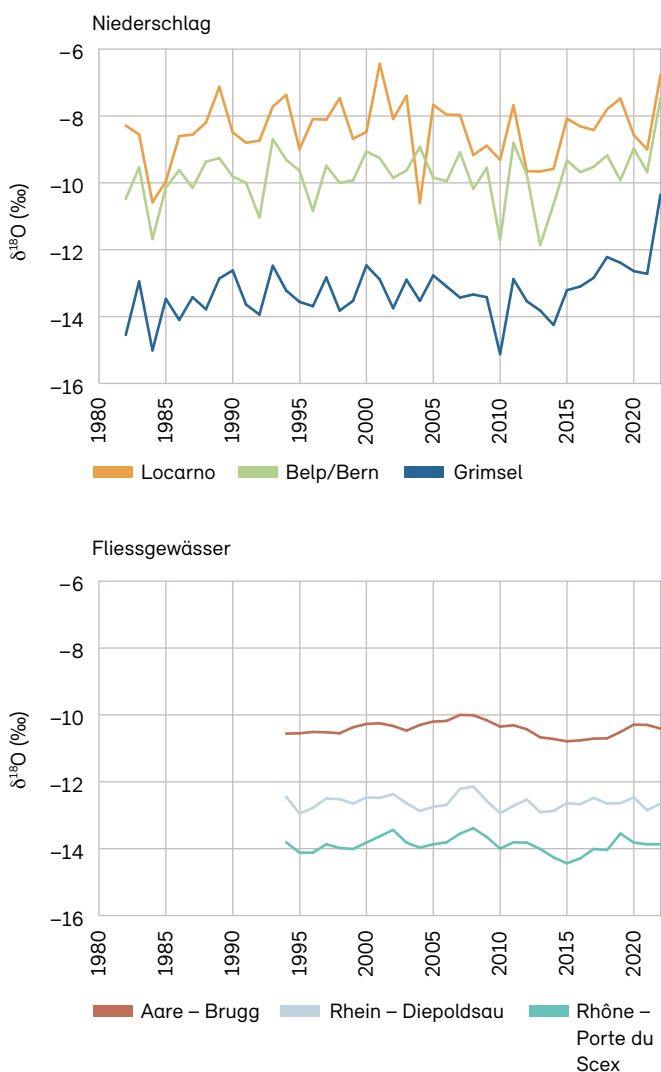 Niederschlag
δ¹⁸O (‰)
–6
–8
–10
–12
–14
–16
1980 1985 1990 1995 2000 2005 2010 2015 2020
Locarno Belp/Bern Grimsel
Fliessgewässer
δ¹⁸O (‰)
–6
–8
–10
–12
–14
–16
1980 1985 1990 1995 2000 2005 2010 2015 2020
Aare – Brugg Rhein – Diepoldsau Rhône –
Porte du
Scex